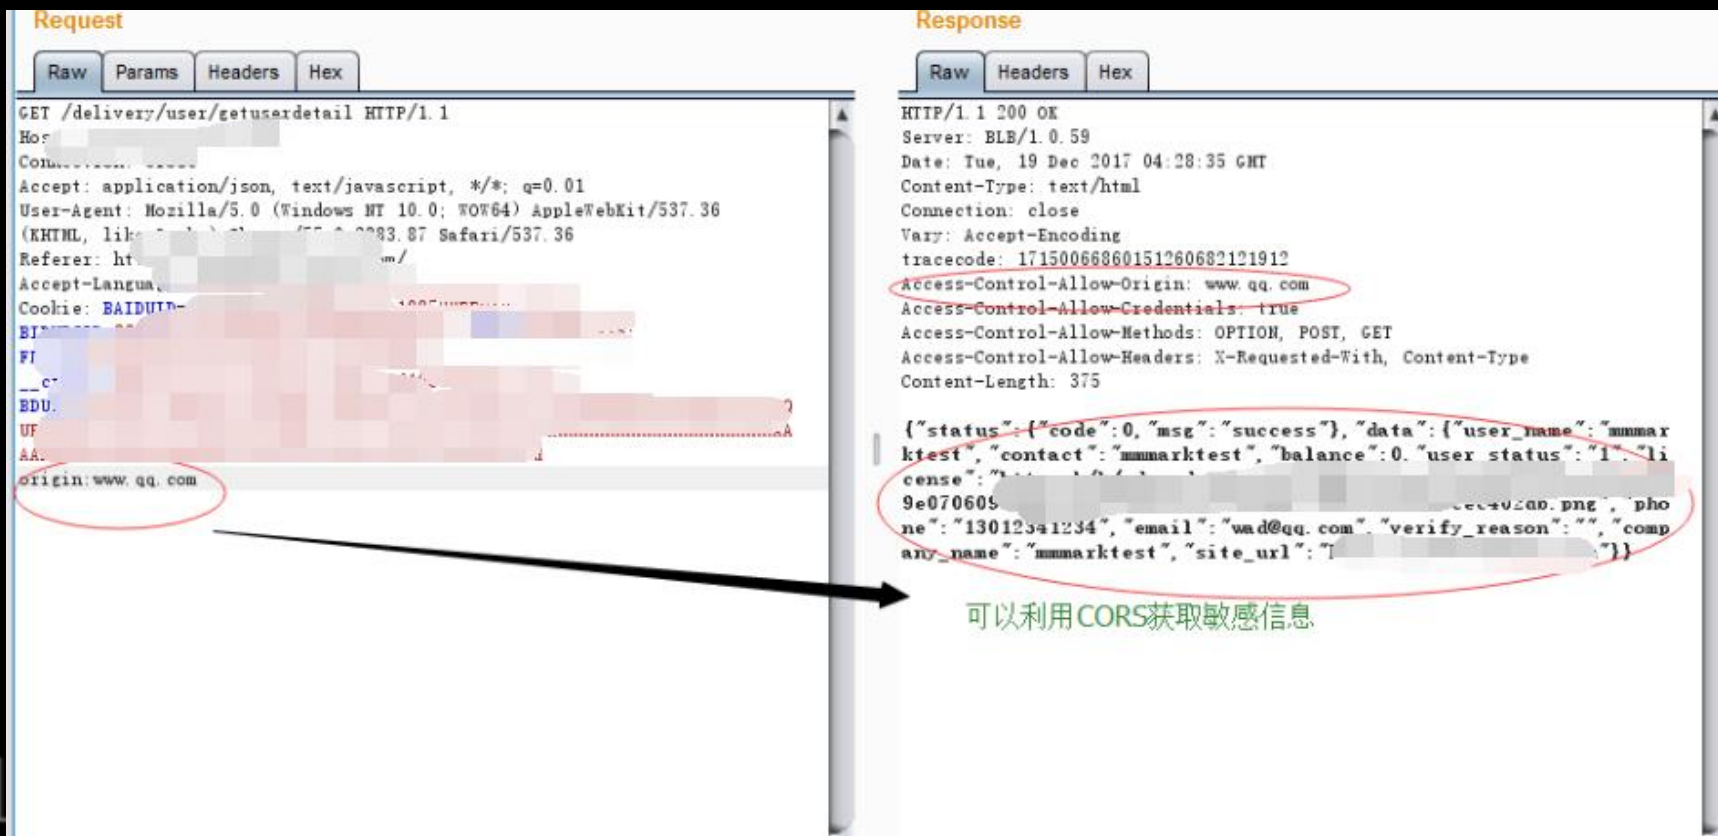 Request
Raw Params Headers Hex
GET /delivery/user/getuserdetail HTTP/1.1
Accept: application/json, text/javascript, */*; q=0.01
User-Agent: Mozilla/5.0 (Windows NT 10.0; WOW64) AppleWebKit/537.36
(KHTML, 83.87 Safari/537.36
Referer:
Cookie:
origin:www.qq.com
Response
Raw Headers Hex
HTTP/1.1 200 OK
Server: BLB/1.0.59
Date: Tue, 19 Dec 2017 04:28:35 GMT
Content-Type: text/html
Connection: close
Vary: Accept-Encoding
tracecode: 17150066860151260682121912
Access-Control-Allow-Origin: www.qq.com
Access-Control-Allow-Credentials: true
Access-Control-Allow-Methods: OPTION, POST, GET
Access-Control-Allow-Headers: X-Requested-With, Content-Type
Content-Length: 375
{"status":{"code":0,"msg":"success"},"data":{"user_name":"mmmar
ktest","contact":"mmmarktest","balance":0,"user_status":"1","li
cense":"
9e070609 .png","pho
ne":"13012341234","email":"wad@qq.com","verify_reason":"","comp
any_name":"mmmarktest","site_url":" "}}
可以利用CORS获取敏感信息